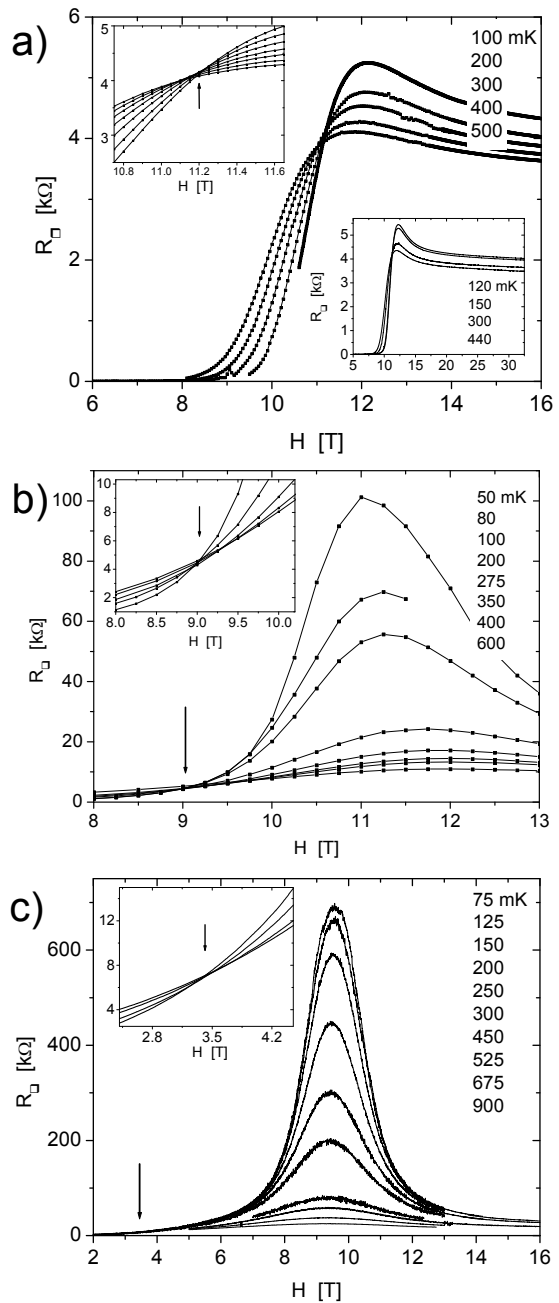 a)
5
4
3
10.8 11.0 11.2 11.4 11.6
H [T]
100 mK
200
300
400
500
6
4
2
0
R□ [kΩ]
5
4
3
2
1
0
R□ [kΩ]
120 mK
150
300
440
5 10 15 20 25 30
H [T]
6 8 10 12 14 16
H [T]
b)
10
8
6
4
2
8.0 8.5 9.0 9.5 10.0
H [T]
50 mK
80
100
200
275
350
400
600
100
80
60
40
20
0
R□ [kΩ]
8 9 10 11 12 13
H [T]
c)
12
8
4
2.8 3.5 4.2
H [T]
75 mK
125
150
200
250
300
450
525
675
900
600
400
200
0
R□ [kΩ]
2 4 6 8 10 12 14 16
H [T]